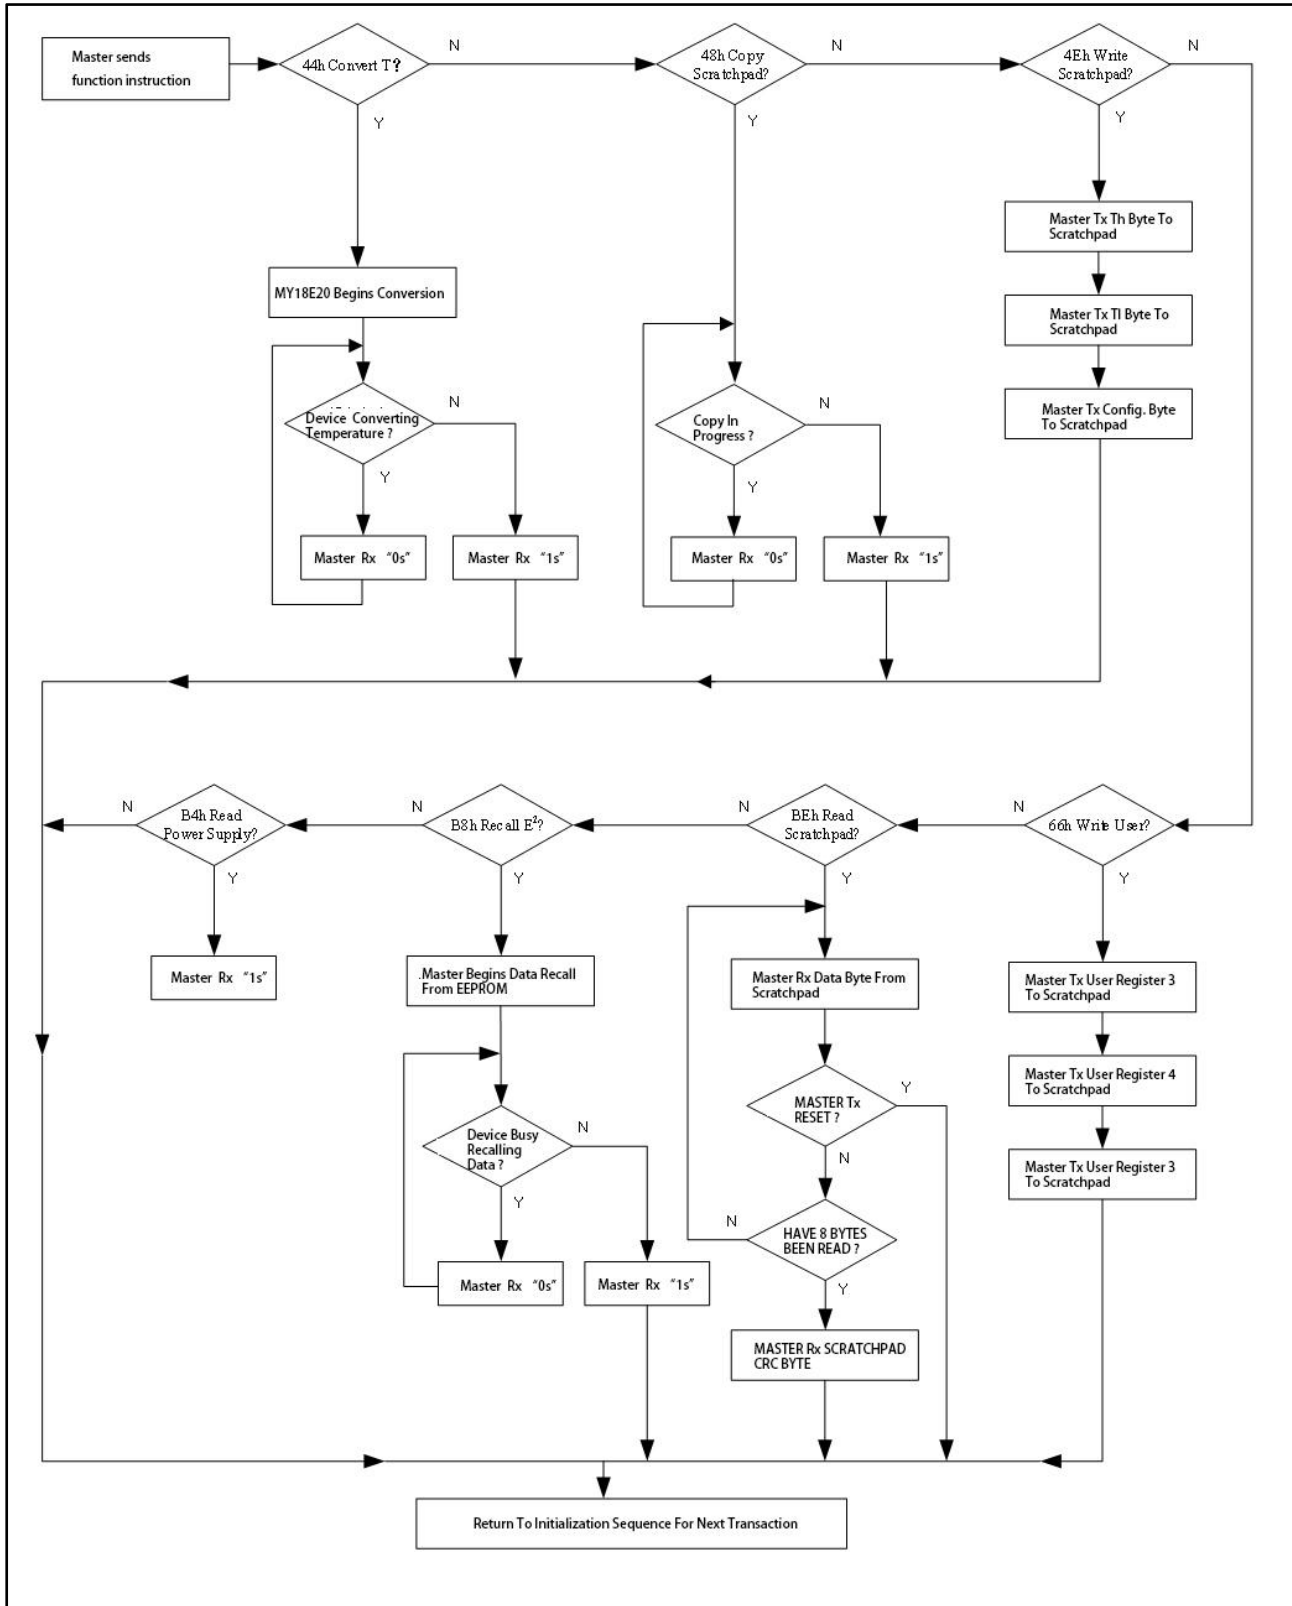 Master sends
function instruction
44h Convert T?
N
48h Copy
Scratchpad?
N
4Eh Write
Scratchpad?
N
Y
Y
Y
Master Tx Th Byte To
Scratchpad
MY18E20 Begins Conversion
Master Tx Tl Byte To
Scratchpad
Device Converting
Temperature ?
N
Y
Copy In
Progress ?
N
Y
Master Tx Config. Byte
To Scratchpad
Master Rx “0s”
Master Rx “1s”
Master Rx “0s”
Master Rx “1s”
N
B4h Read
Power Supply?
N
B8h Recall E²?
N
BEh Read
Scratchpad?
N
66h Write User?
Y
Y
Y
Y
Master Rx “1s”
.Master Begins Data Recall
From EEPROM
Master Rx Data Byte From
Scratchpad
Master Tx User Register 3
To Scratchpad
Device Busy
Recalling
Data ?
N
Y
MASTER Tx
RESET ?
Y
N
Master Tx User Register 4
To Scratchpad
Master Tx User Register 3
To Scratchpad
N
HAVE 8 BYTES
BEEN READ ?
Y
Master Rx “0s”
Master Rx “1s”
MASTER Rx SCRATCHPAD
CRC BYTE
Return To Initialization Sequence For Next Transaction